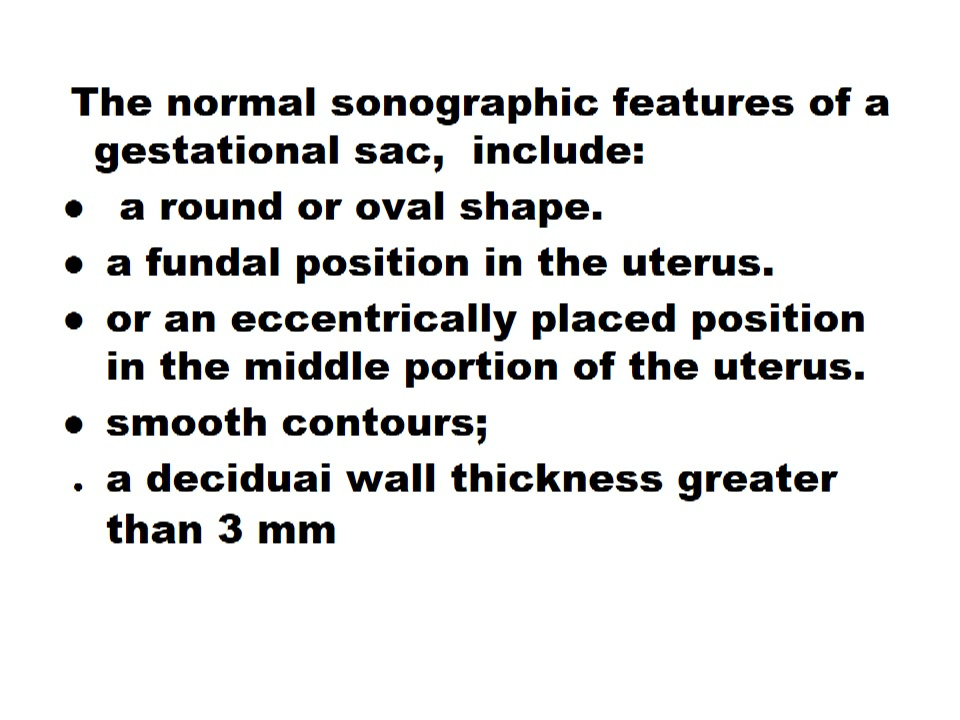 The normal sonographic features of a
gestational sac,  include:
•  a round or oval shape.
• a fundal position in the uterus.
• or an eccentrically placed position
in the middle portion of the uterus.
• smooth contours;
• a deciduai wall thickness greater
than 3 mm